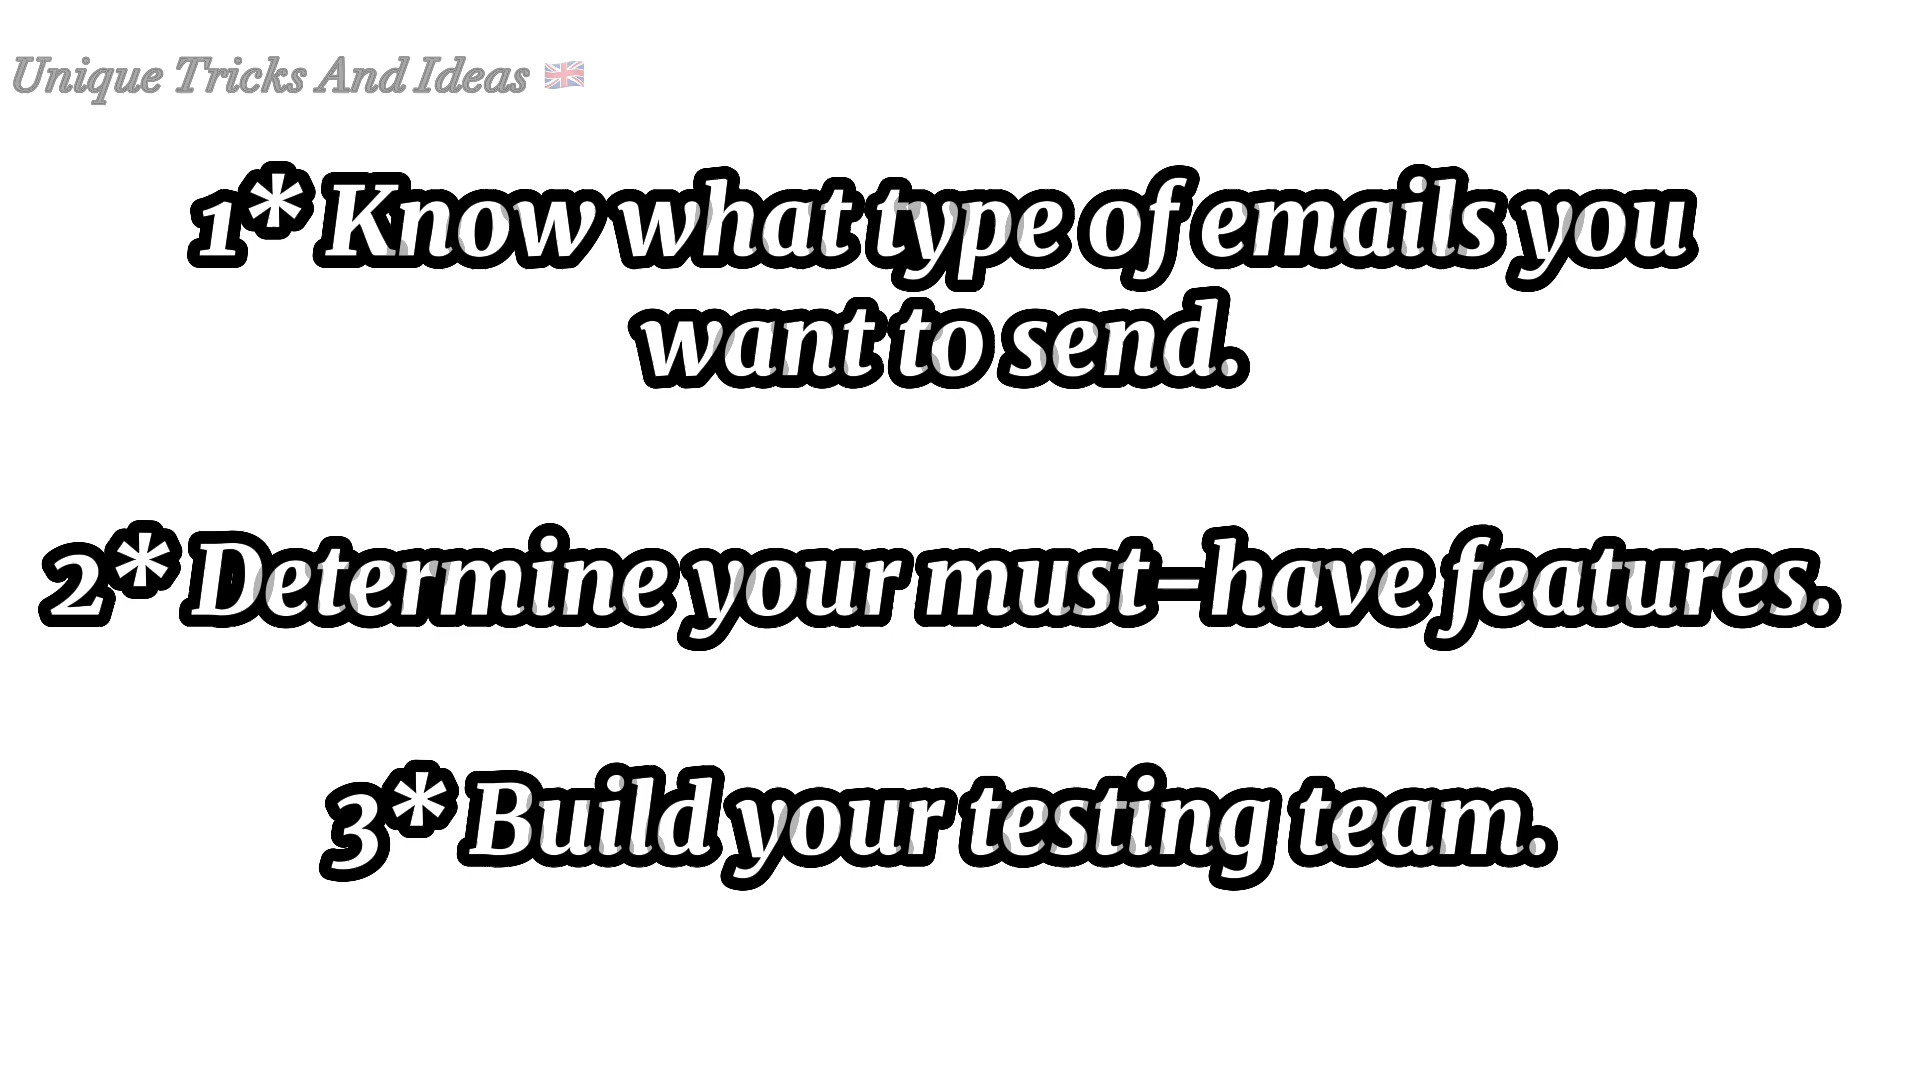 Unique Tricks And Ideas 🇬🇧
1* Know what type of emails you
want to send.
2* Determine your must=have features.
3* Build your testing team.